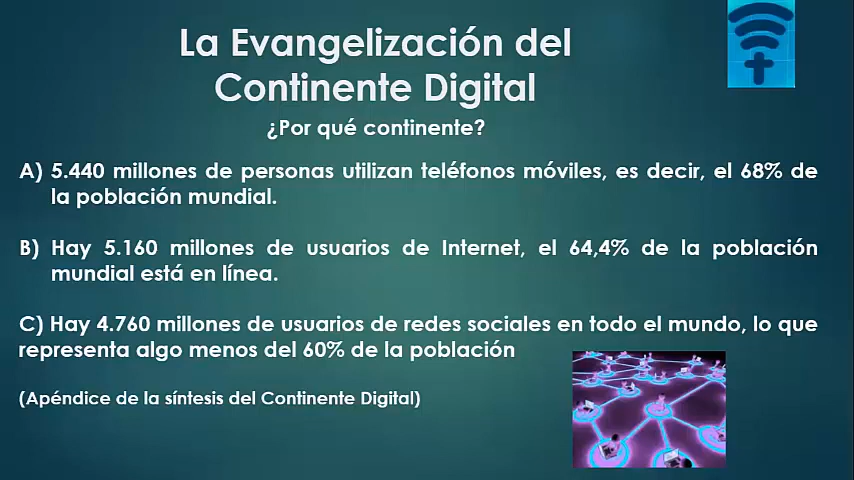 La Evangelización del
Continente Digital
¿Por qué continente?
A) 5.440 millones de personas utilizan teléfonos móviles, es decir, el 68% de
la población mundial.
B) Hay 5.160 millones de usuarios de Internet, el 64,4% de la población
mundial está en línea.
C) Hay 4.760 millones de usuarios de redes sociales en todo el mundo, lo que
representa algo menos del 60% de la población
(Apéndice de la síntesis del Continente Digital)